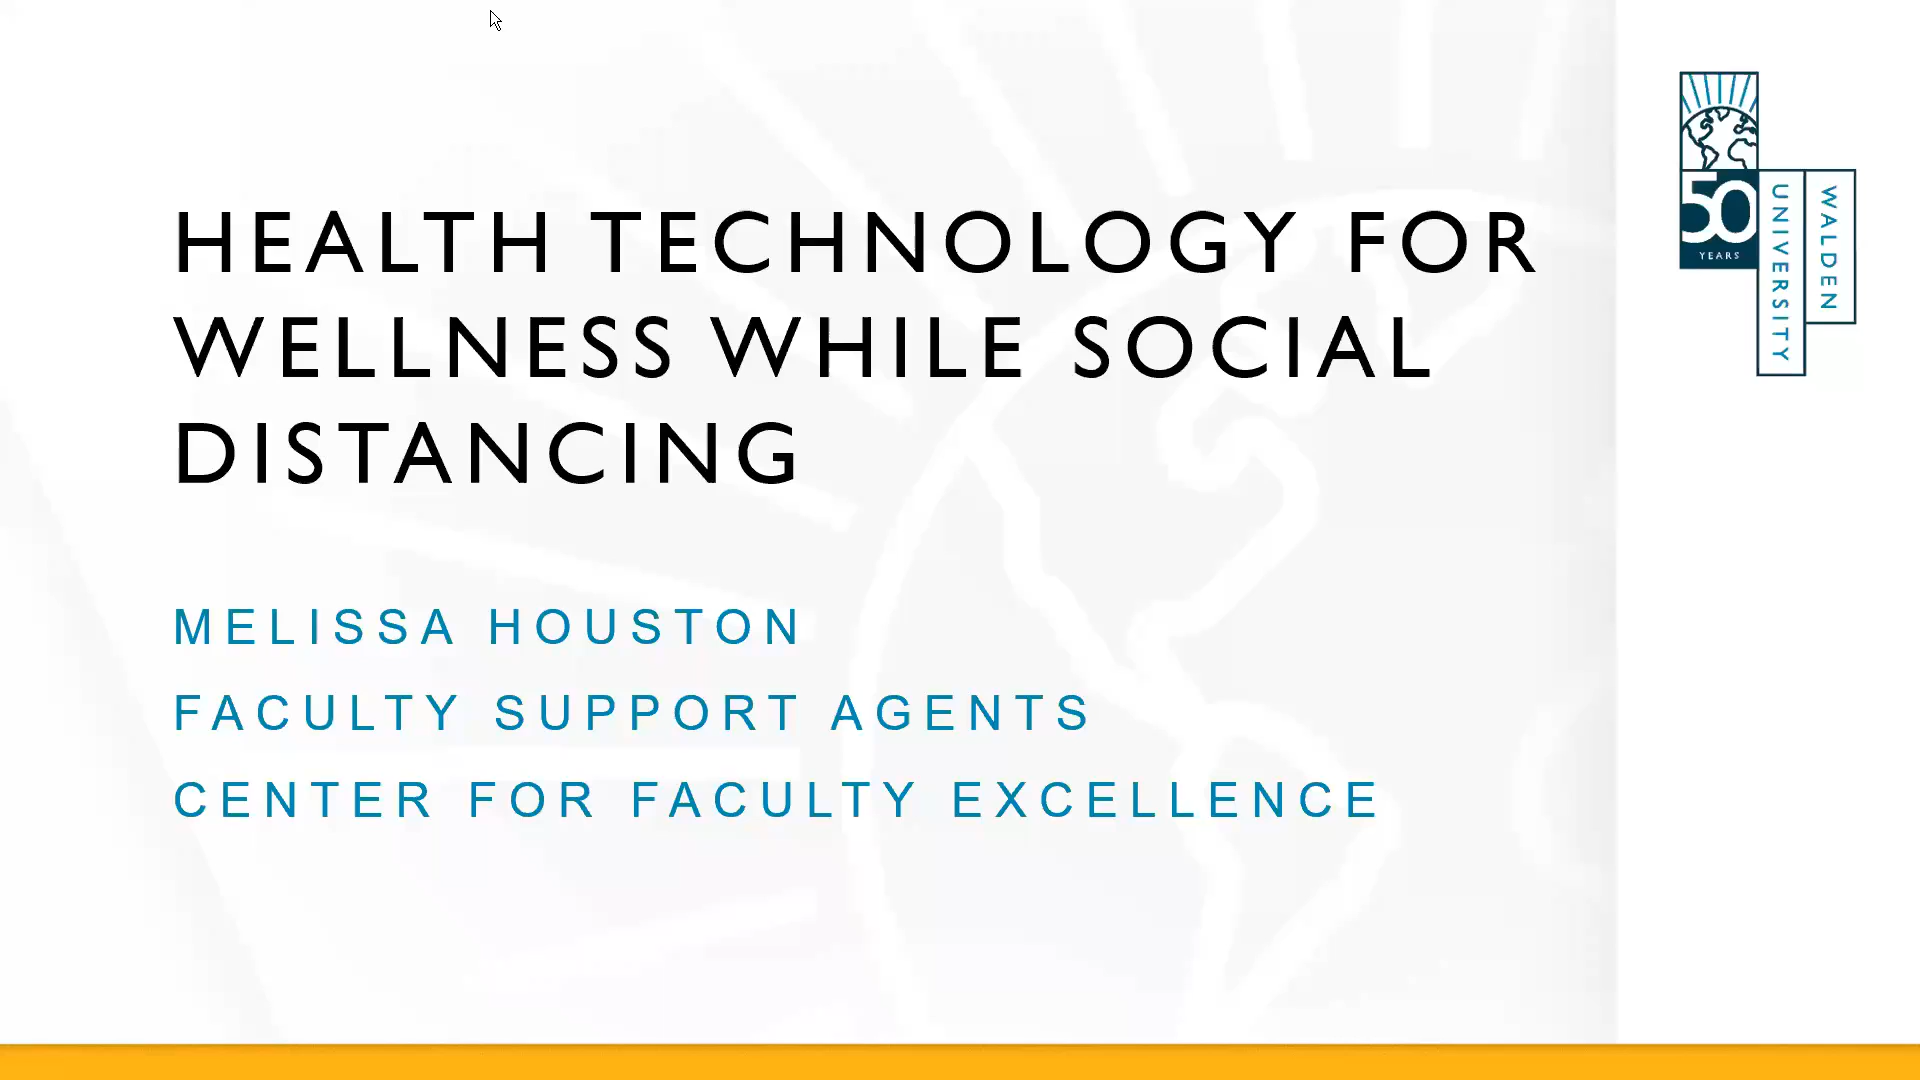 HEALTH TECHNOLOGY FOR
WELLNESS WHILE SOCIAL
DISTANCING
MELISSA HOUSTON
FACULTY SUPPORT AGENTS
CENTER FOR FACULTY EXCELLENCE
50
YEARS
WALDEN
UNIVERSITY